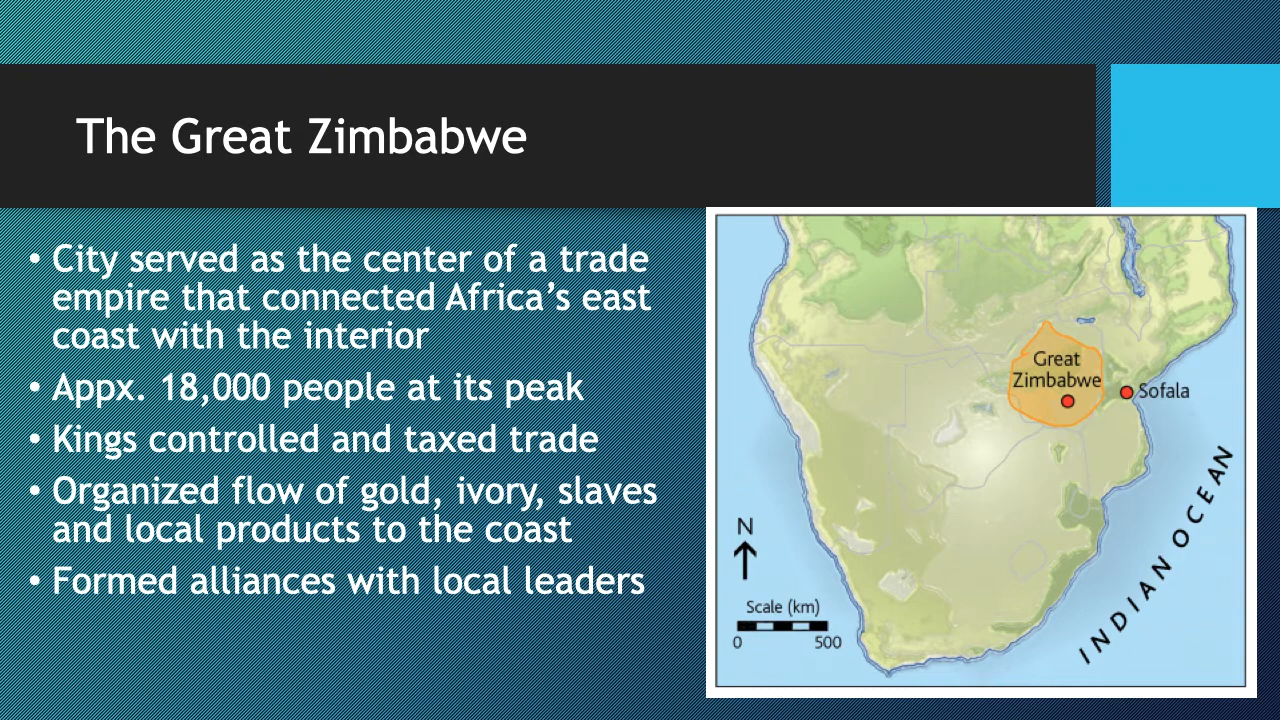 The Great Zimbabwe
• City served as the center of a trade
empire that connected Africa’s east
coast with the interior
• Appx. 18,000 people at its peak
• Kings controlled and taxed trade
• Organized flow of gold, ivory, slaves
and local products to the coast
• Formed alliances with local leaders
Great
Zimbabwe
Sofala
INDIAN OCEAN
N
Scale (km)
0 500